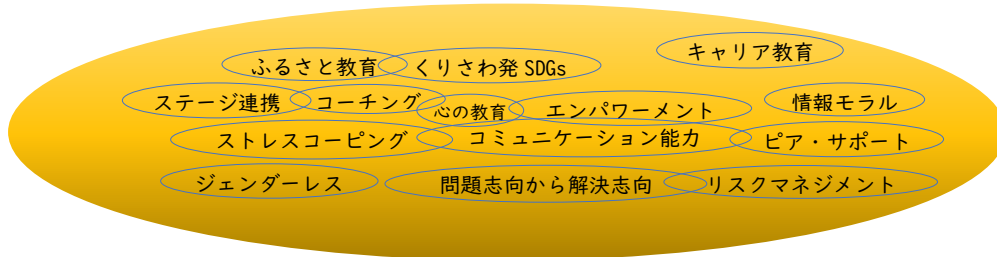 キャリア教育
ふるさと教育 くりさわ発 SDGs
ステージ連携 コーチング 心の教育 エンパワーメント 情報モラル
ストレスコーピング コミュニケーション能力 ピア・サポート
ジェンダーレス 問題志向から解決志向 リスクマネジメント